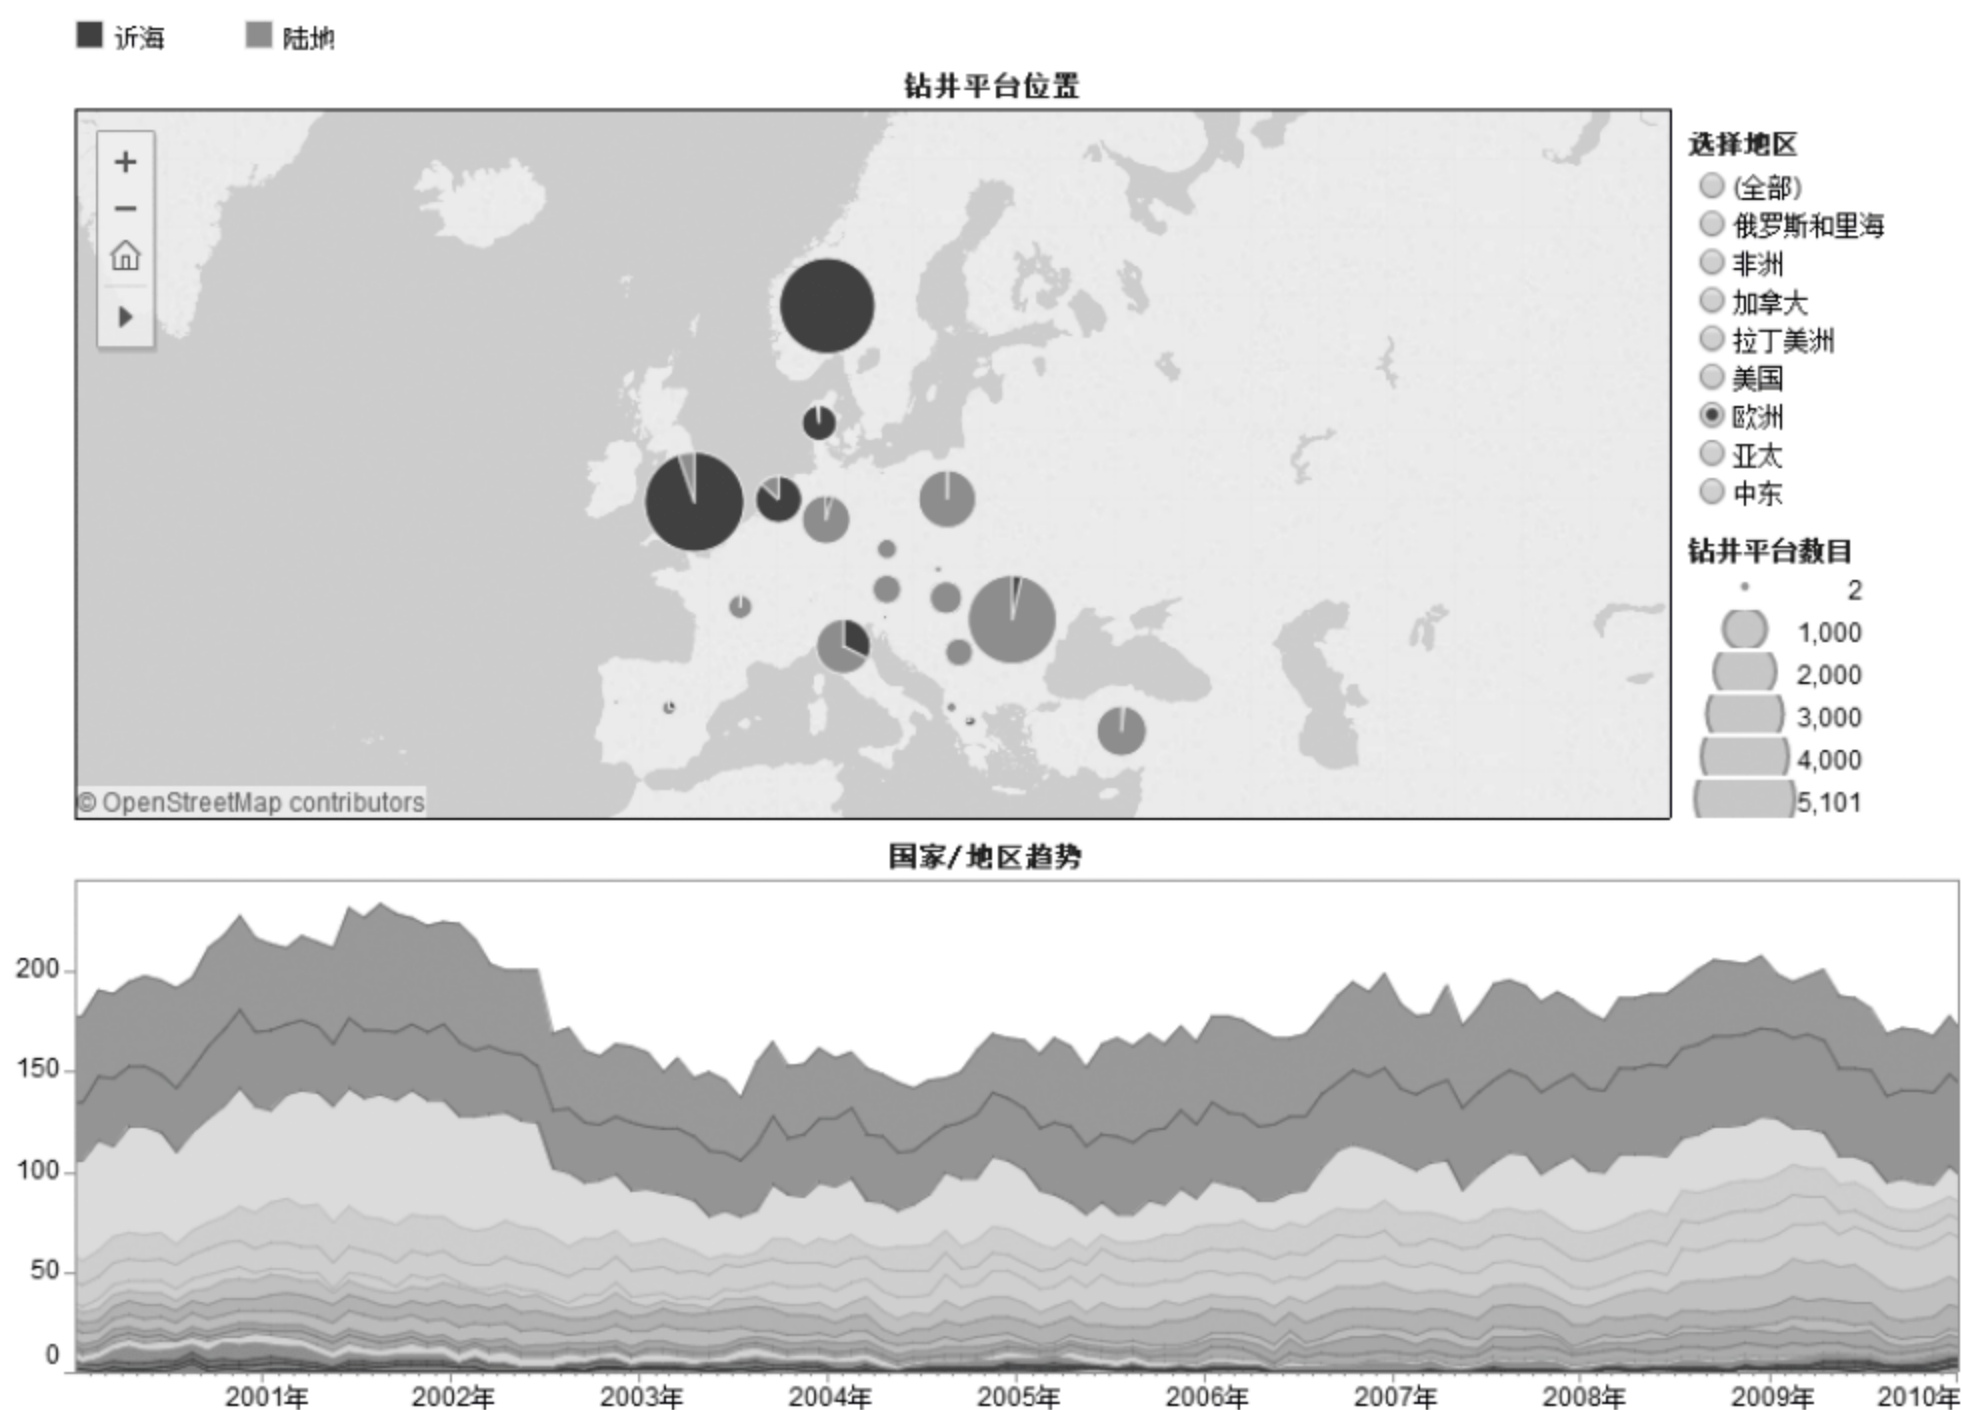 近海 陆地
钻井平台位置
+
−
© OpenStreetMap contributors
选择地区
(全部)
俄罗斯和里海
非洲
加拿大
拉丁美洲
美国
欧洲
亚太
中东
钻井平台数目
2
1,000
2,000
3,000
4,000
5,101
国家/地区趋势
200
150
100
50
0
2001年 2002年 2003年 2004年 2005年 2006年 2007年 2008年 2009年 2010年